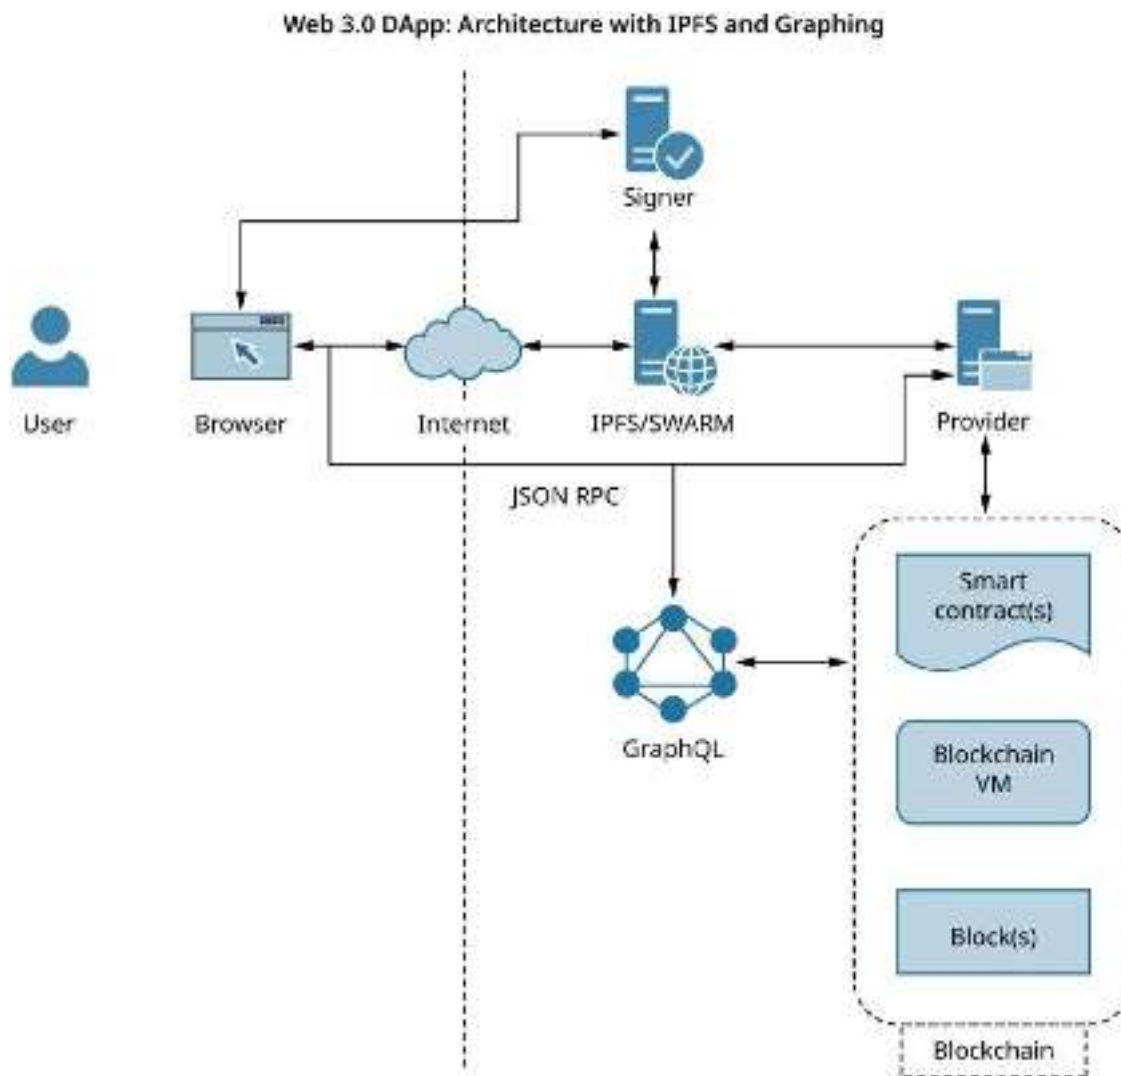 Web 3.0 DApp: Architecture with IPFS and Graphing
Signer
User
Browser
Internet
IPFS/SWARM
Provider
JSON RPC
Smart
contract(s)
GraphQL
Blockchain
VM
Block(s)
Blockchain